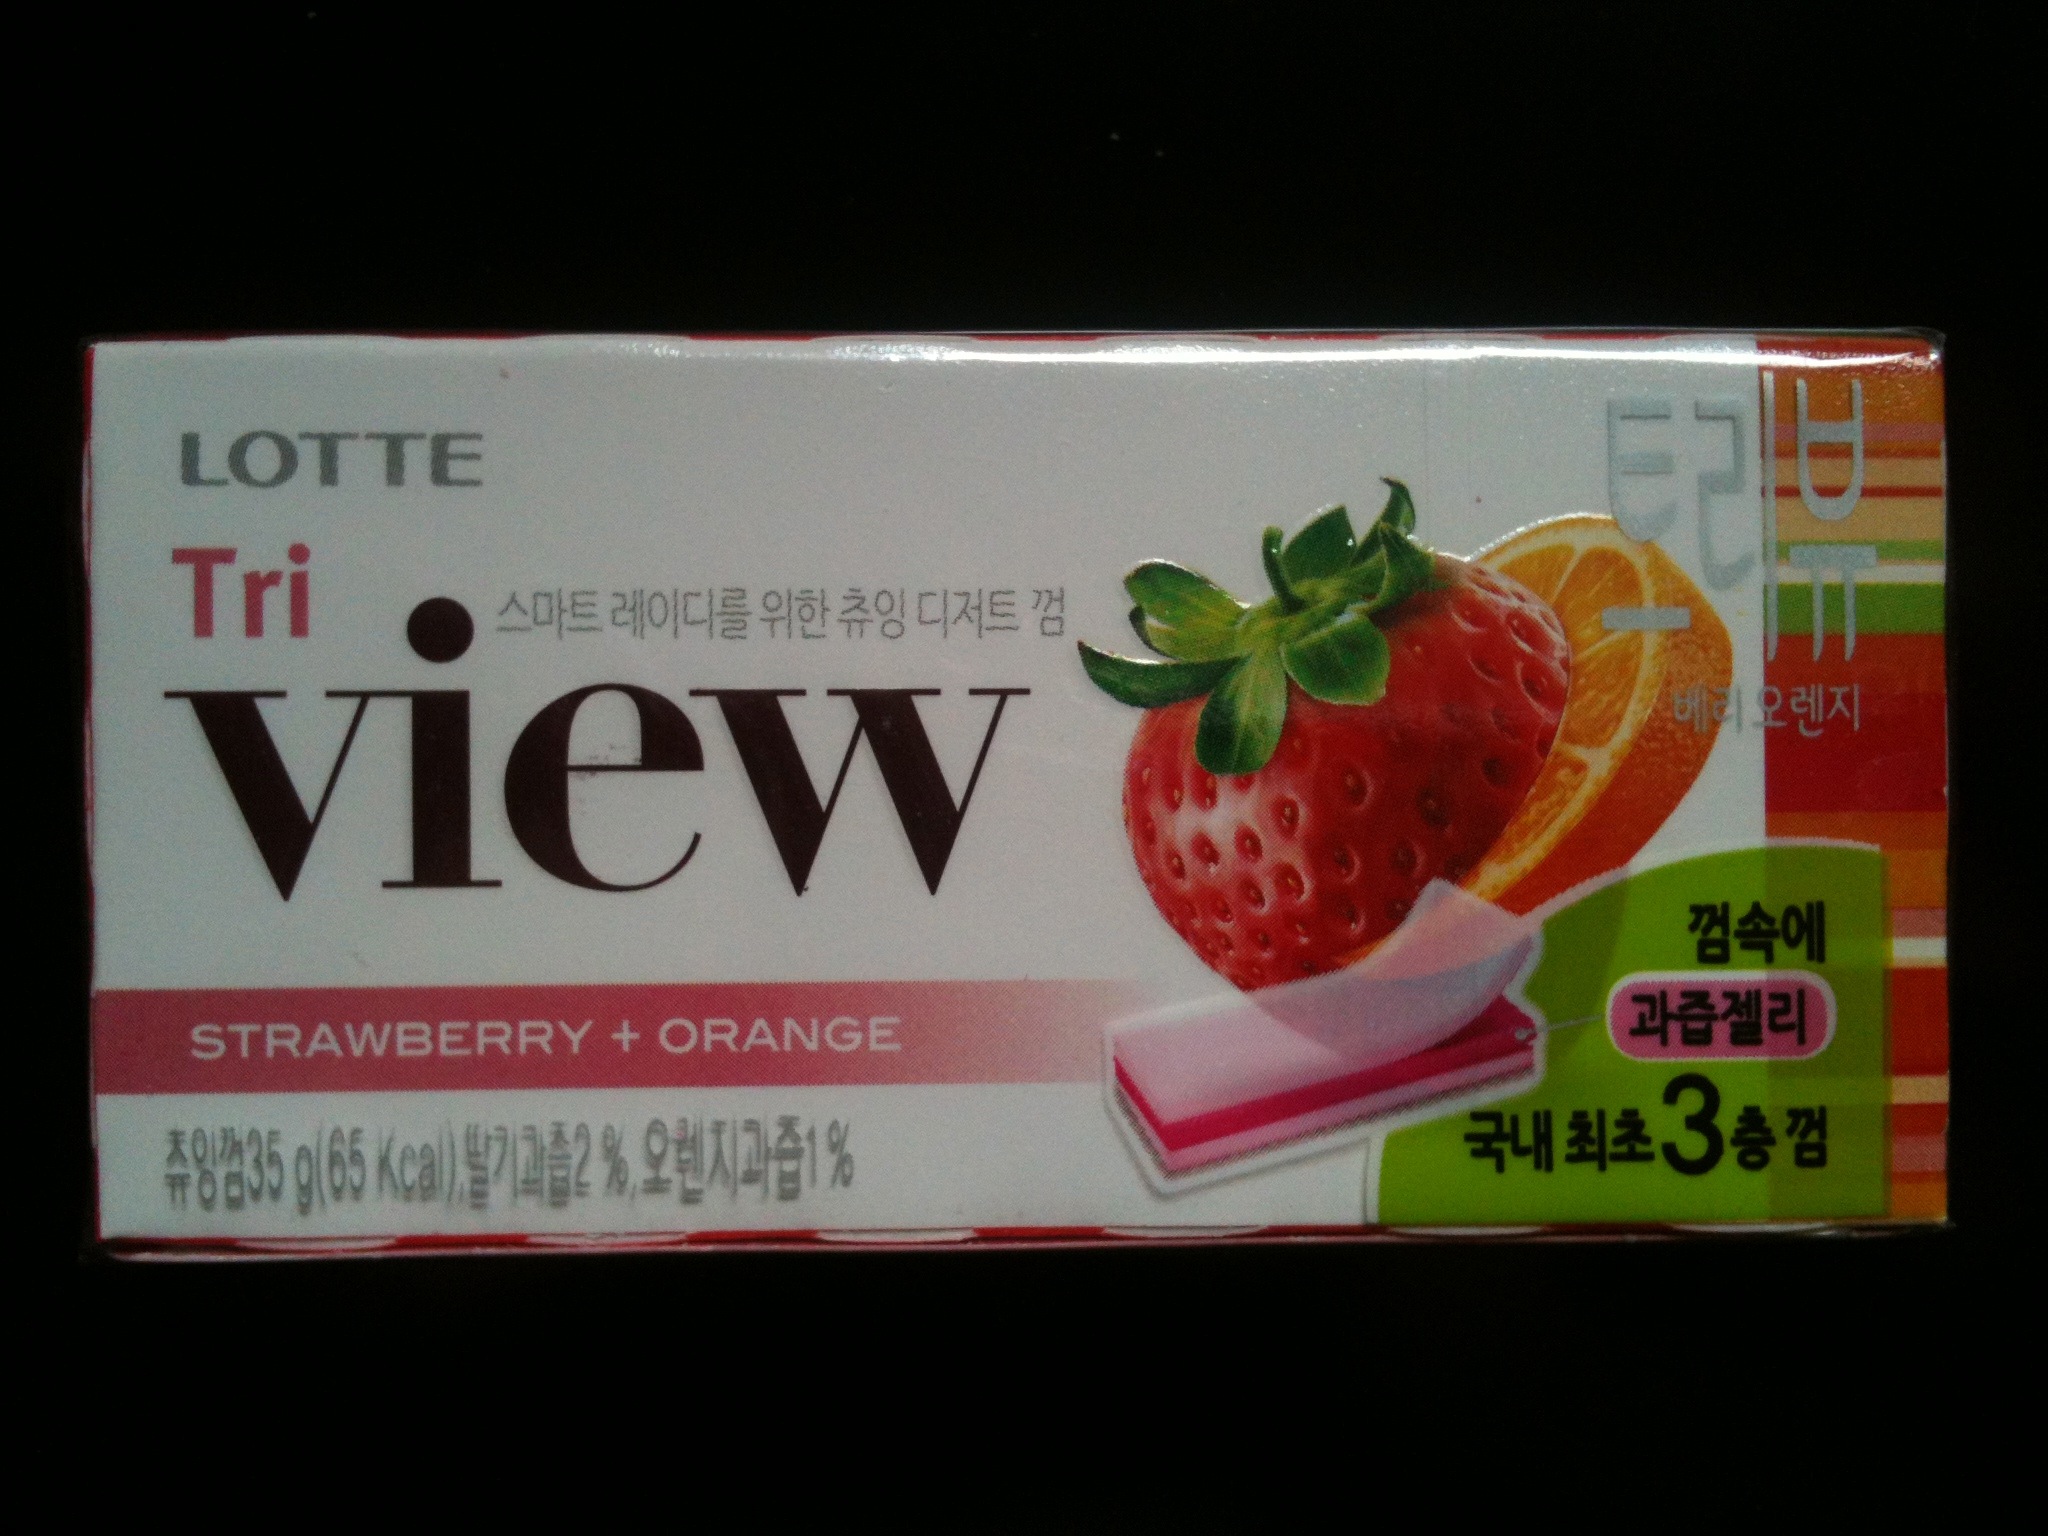 LOTTE
Tri
view
스마트 레이디를 위한 츄잉 디저트 껌
베리 오렌지
STRAWBERRY + ORANGE
츄잉껌35 g(65 Kcal),딸기과즙2 %,오렌지과즙1 %
껌속에
과즙젤리
국내 최초 3층 껌